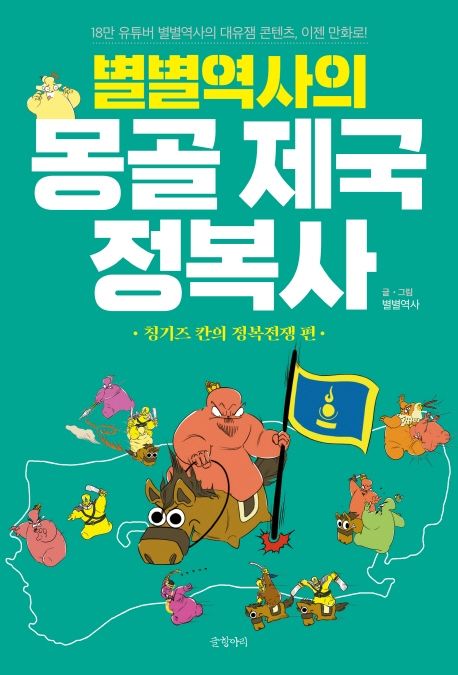 18만 유튜버 별별역사의 대유잼 콘텐츠, 이젠 만화로!
별별역사의
몽골 제국
정복사
글·그림
별별역사
• 칭기즈 칸의 정복전쟁 편 •
글항아리